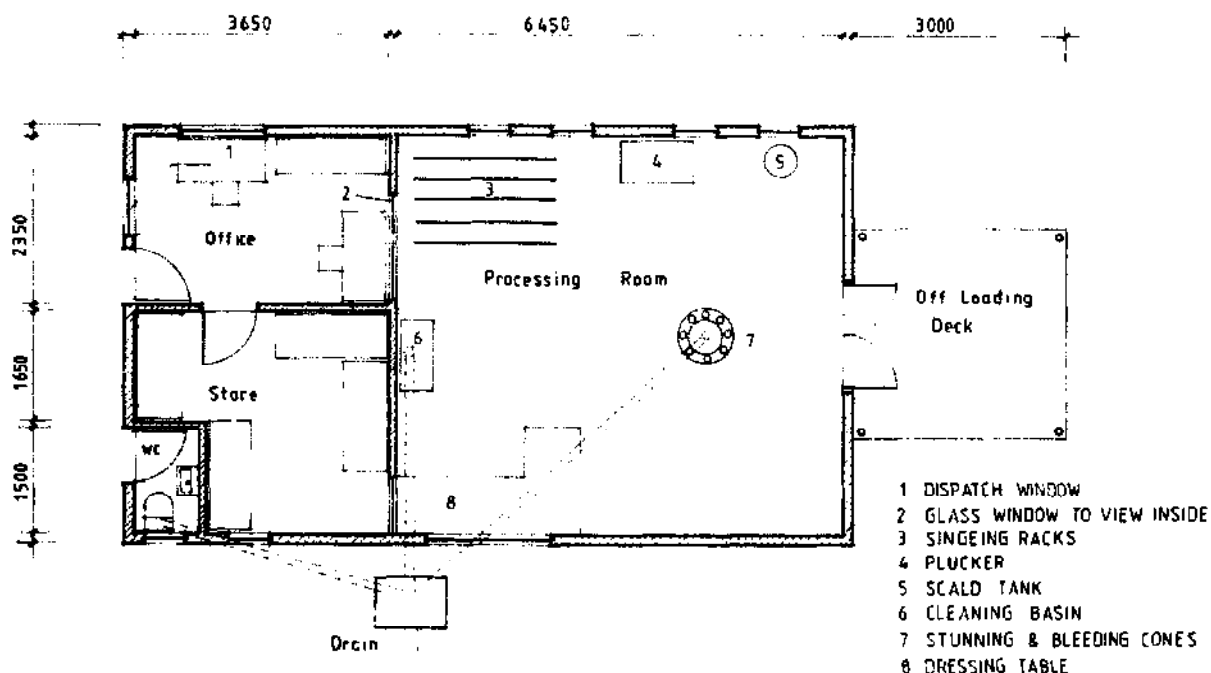 3650 6450 3000
2350
1650
1500
1
2
3
4
5
Office
Processing Room
Off Loading
Deck
6
7
Store
WC
8
Drain
1 DISPATCH WINDOW
2 GLASS WINDOW TO VIEW INSIDE
3 SINGEING RACKS
4 PLUCKER
5 SCALD TANK
6 CLEANING BASIN
7 STUNNING & BLEEDING CONES
8 DRESSING TABLE